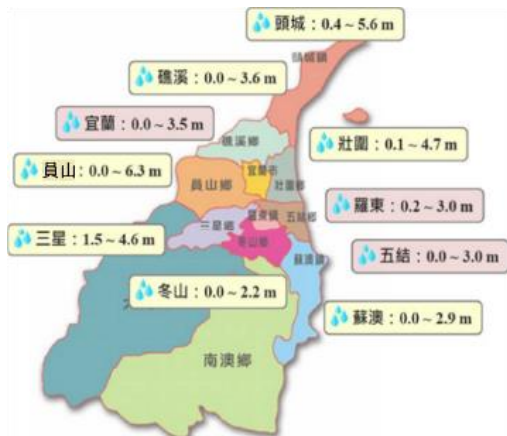 頭城：0.4 ~ 5.6 m
頭城鎮
礁溪：0.0 ~ 3.6 m
宜蘭：0.0 ~ 3.5 m
礁溪鄉
壯圍：0.1 ~ 4.7 m
員山：0.0 ~ 6.3 m
宜蘭市
員山鄉
壯圍鄉
羅東：0.2 ~ 3.0 m
羅東鎮
五結鄉
三星鄉
三星：1.5 ~ 4.6 m
冬山鄉
蘇澳鎮
五結：0.0 ~ 3.0 m
冬山：0.0 ~ 2.2 m
蘇澳：0.0 ~ 2.9 m
南澳鄉